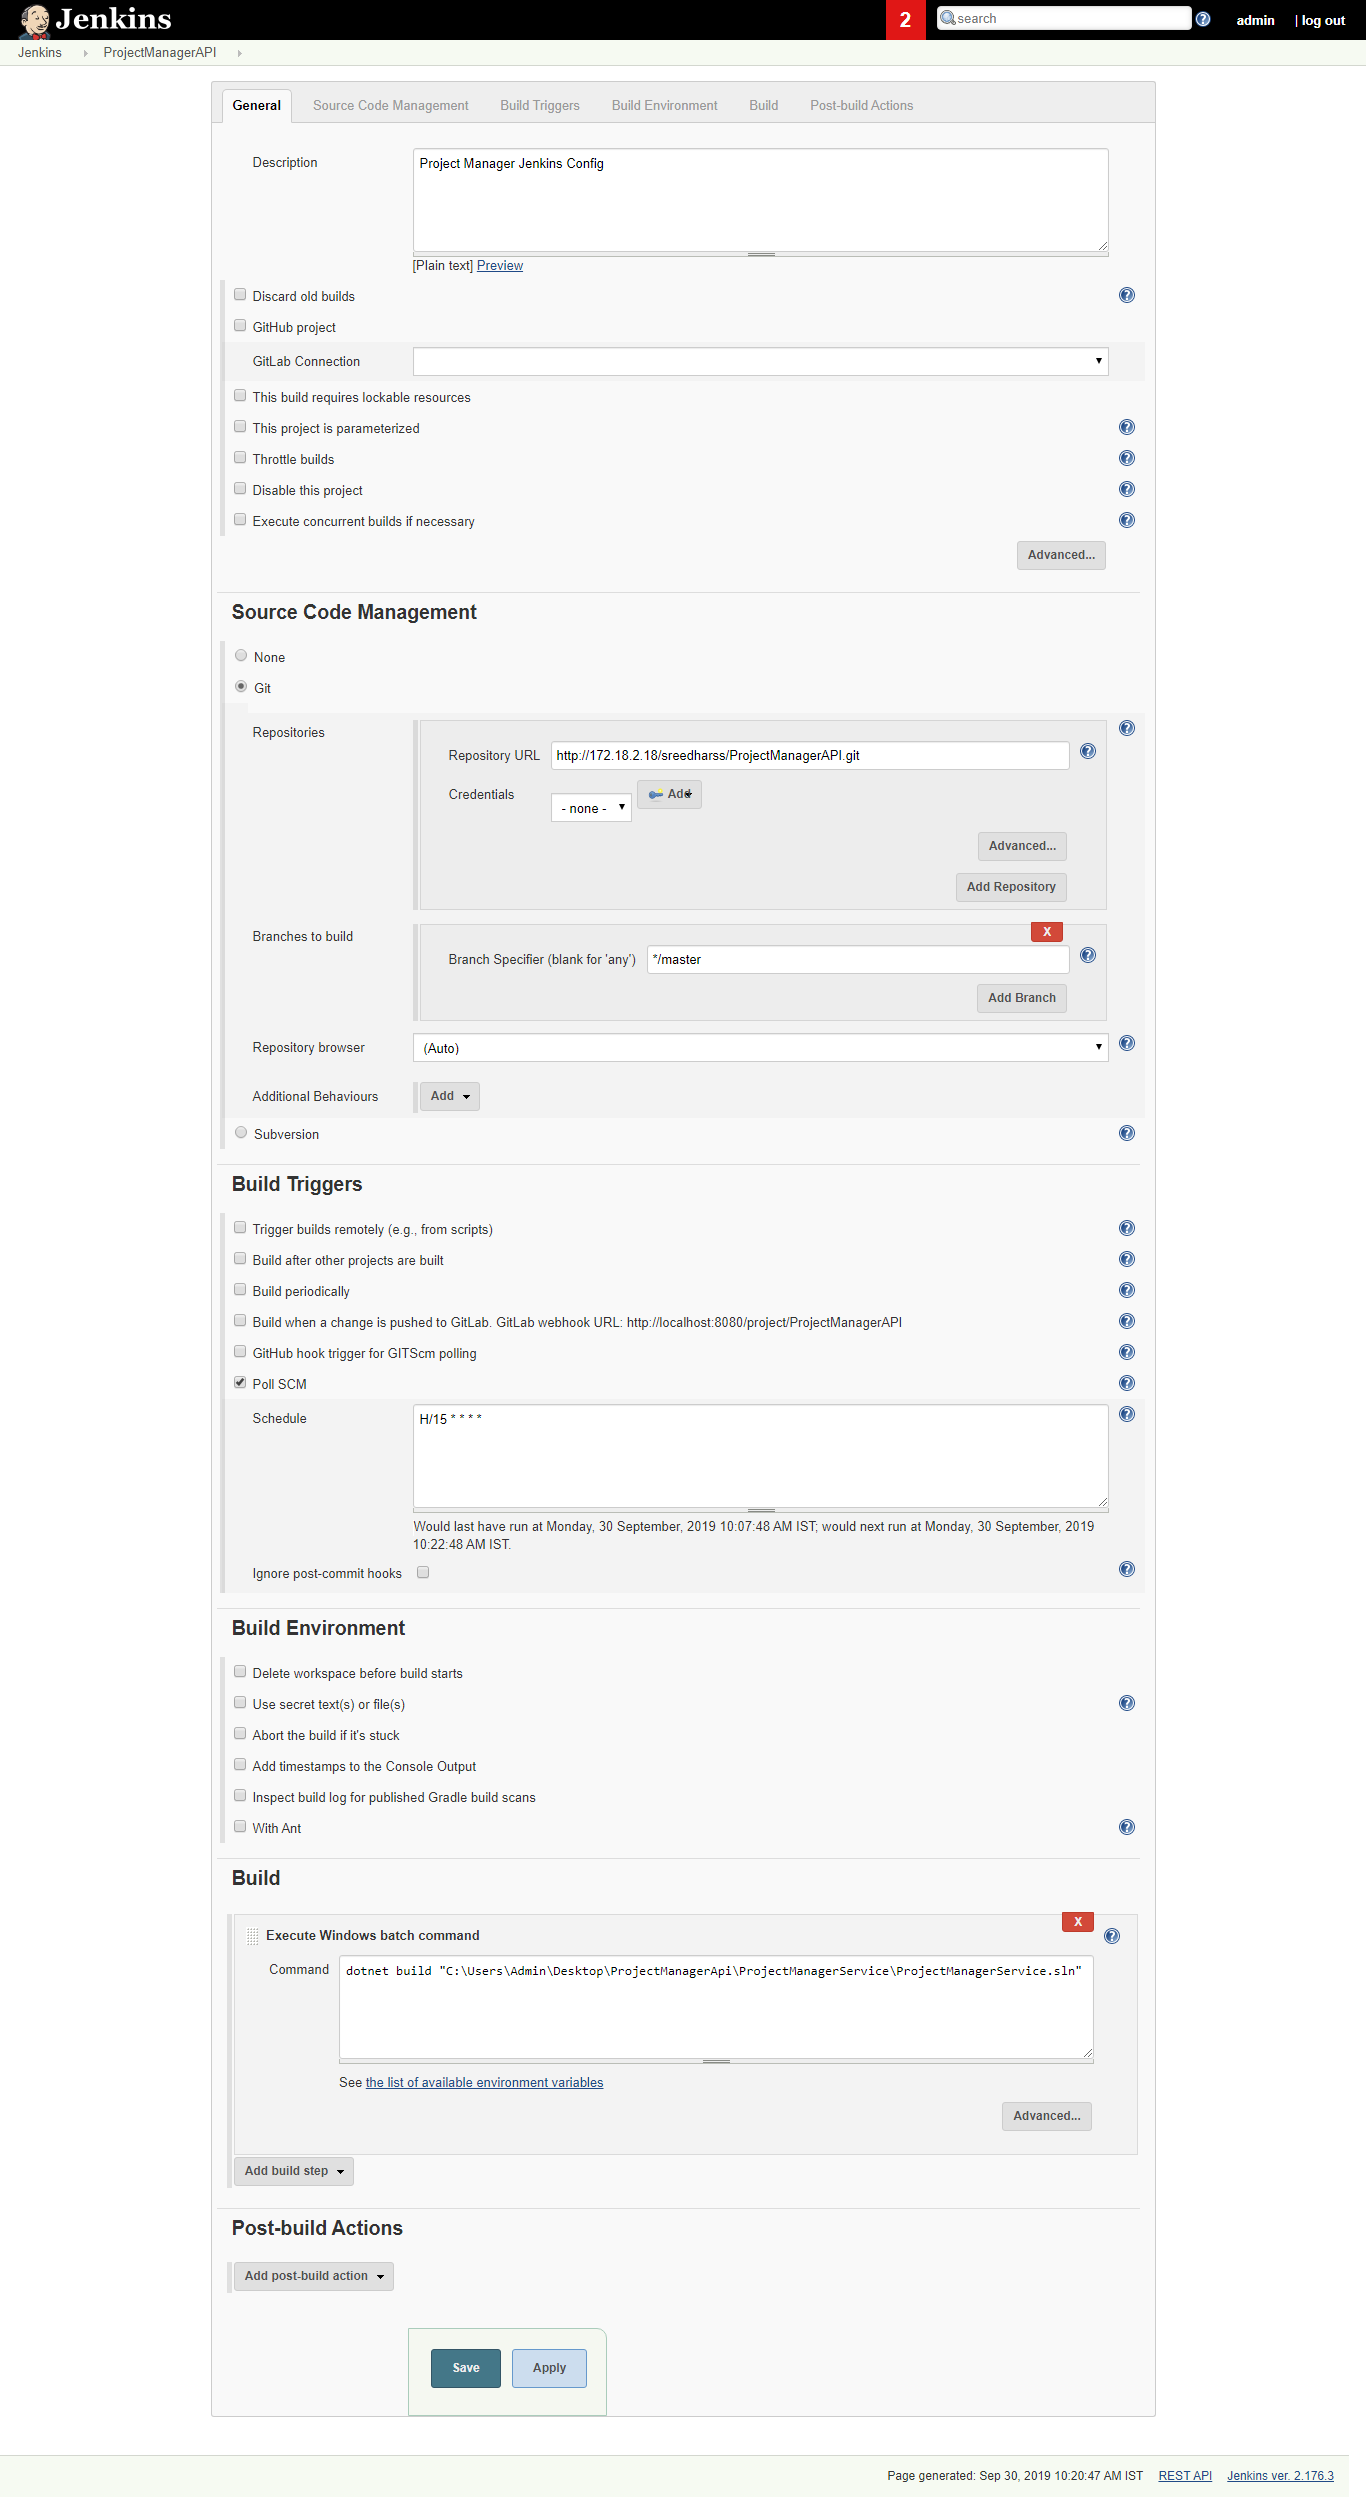 Jenkins
2
search
admin
| log out
Jenkins
ProjectManagerAPI
General
Source Code Management
Build Triggers
Build Environment
Build
Post-build Actions
Description
Project Manager Jenkins Config
[Plain text] Preview
Discard old builds
GitHub project
GitLab Connection
This build requires lockable resources
This project is parameterized
Throttle builds
Disable this project
Execute concurrent builds if necessary
Advanced...
Source Code Management
None
Git
Repositories
Repository URL
http://172.18.2.18/sreedharss/ProjectManagerAPI.git
Credentials
- none -
Add
Advanced...
Add Repository
Branches to build
X
Branch Specifier (blank for 'any')
*/master
Add Branch
Repository browser
(Auto)
Additional Behaviours
Add
Subversion
Build Triggers
Trigger builds remotely (e.g., from scripts)
Build after other projects are built
Build periodically
Build when a change is pushed to GitLab. GitLab webhook URL: http://localhost:8080/project/ProjectManagerAPI
GitHub hook trigger for GITScm polling
Poll SCM
Schedule
H/15 * * * *
Would last have run at Monday, 30 September, 2019 10:07:48 AM IST; would next run at Monday, 30 September, 2019
10:22:48 AM IST.
Ignore post-commit hooks
Build Environment
Delete workspace before build starts
Use secret text(s) or file(s)
Abort the build if it's stuck
Add timestamps to the Console Output
Inspect build log for published Gradle build scans
With Ant
Build
X
Execute Windows batch command
Command
dotnet build "C:\Users\Admin\Desktop\ProjectManagerApi\ProjectManagerService\ProjectManagerService.sln"
See the list of available environment variables
Advanced...
Add build step
Post-build Actions
Add post-build action
Save
Apply
Page generated: Sep 30, 2019 10:20:47 AM IST
REST API
Jenkins ver. 2.176.3